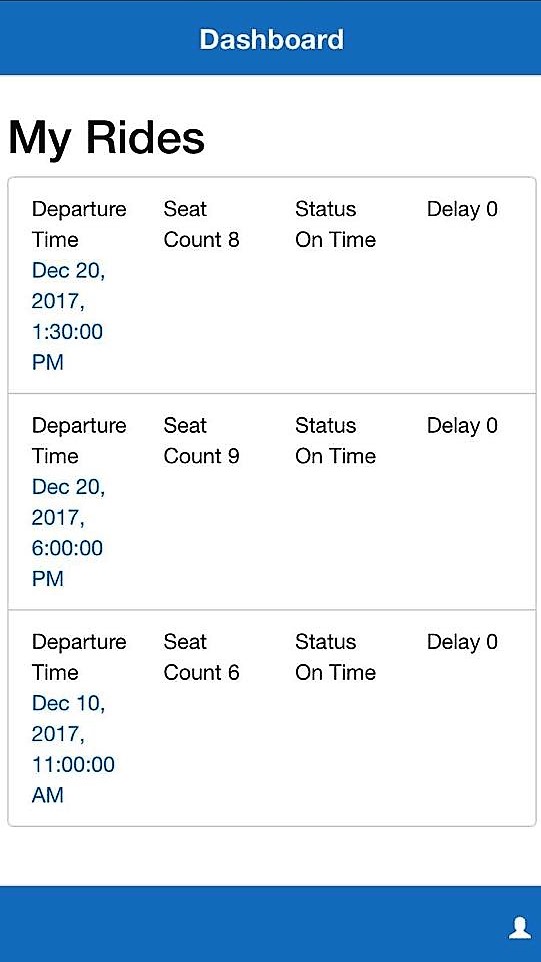 Dashboard
My Rides
Departure Time
Dec 20, 2017, 1:30:00 PM
Seat Count 8
Status On Time
Delay 0
Departure Time
Dec 20, 2017, 6:00:00 PM
Seat Count 9
Status On Time
Delay 0
Departure Time
Dec 10, 2017, 11:00:00 AM
Seat Count 6
Status On Time
Delay 0